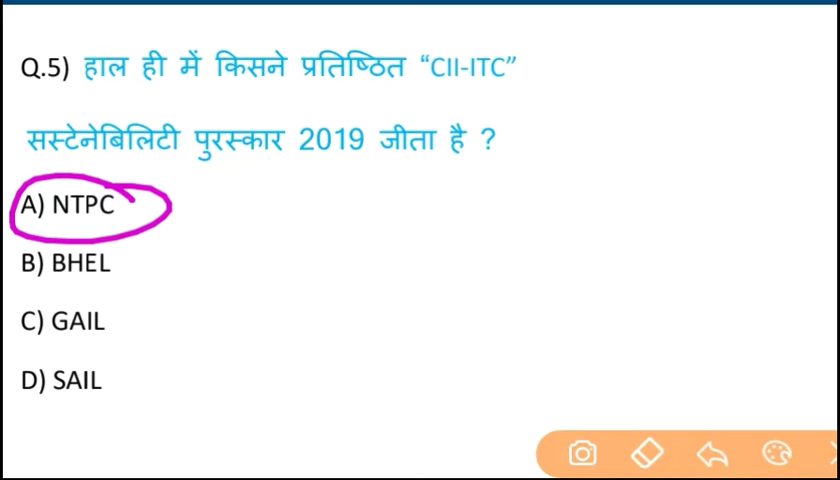 Q.5) हाल ही में किसने प्रतिष्ठित “CII-ITC”
सस्टेनेबिलिटी पुरस्कार 2019 जीता है ?
A) NTPC
B) BHEL
C) GAIL
D) SAIL